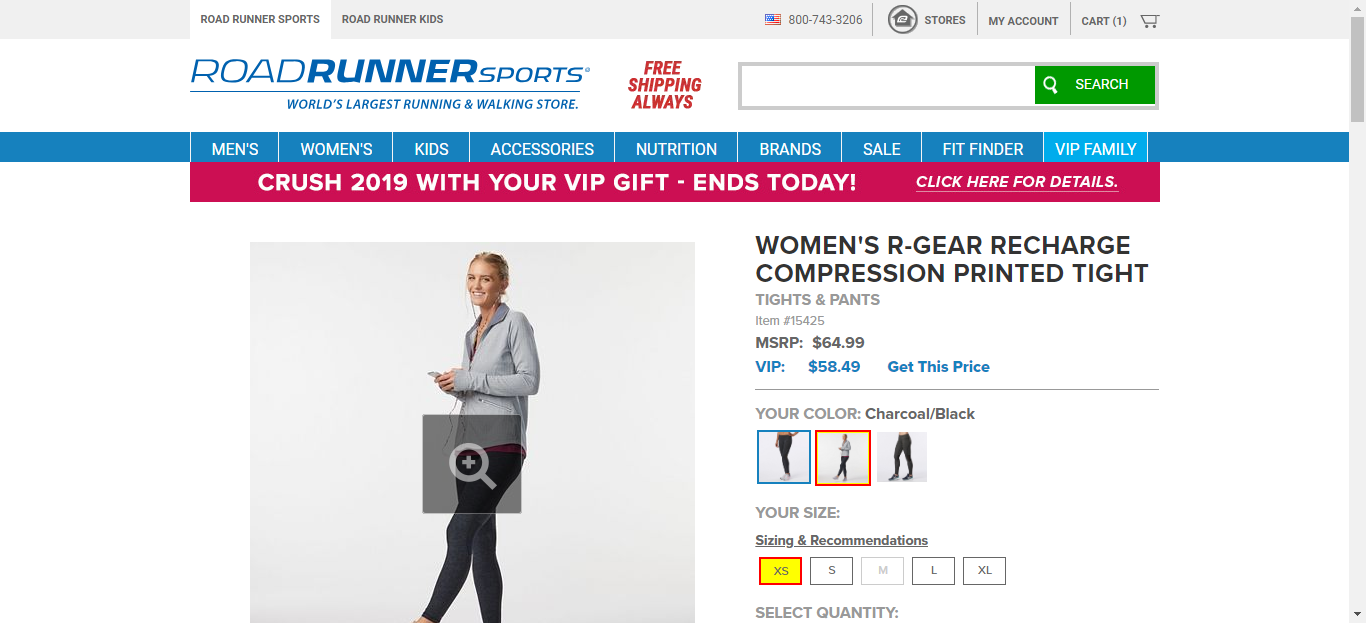 ROAD RUNNER SPORTS
ROAD RUNNER KIDS
800-743-3206
STORES
MY ACCOUNT
CART (1)
ROADRUNNER SPORTS®
WORLD'S LARGEST RUNNING & WALKING STORE.
FREE
SHIPPING
ALWAYS
SEARCH
MEN'S
WOMEN'S
KIDS
ACCESSORIES
NUTRITION
BRANDS
SALE
FIT FINDER
VIP FAMILY
CRUSH 2019 WITH YOUR VIP GIFT - ENDS TODAY!
CLICK HERE FOR DETAILS.
WOMEN'S R-GEAR RECHARGE
COMPRESSION PRINTED TIGHT
TIGHTS & PANTS
Item #15425
MSRP: $64.99
VIP: $58.49 Get This Price
YOUR COLOR: Charcoal/Black
YOUR SIZE:
Sizing & Recommendations
XS
S
M
L
XL
SELECT QUANTITY: